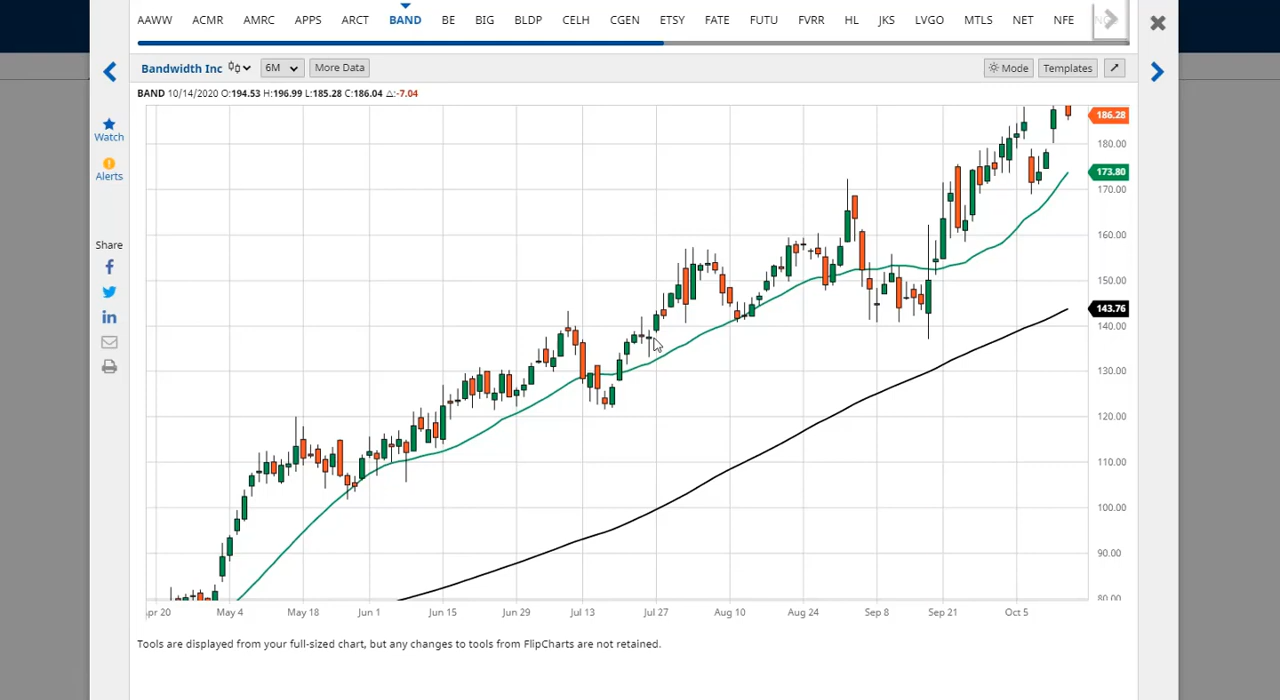 AAWW ACMR AMRC APPS ARCT BAND BE BIG BLDP CELH CGEN ETSY FATE FUTU FVRR HL JKS LVGO MTLS NET NFE
Bandwidth Inc 6M More Data Mode Templates
BAND 10/14/2020 O:194.53 H:196.99 L:185.28 C:186.04 △:-7.04
186.28
180.00
Watch
173.80
Alerts
170.00
160.00
Share
150.00
143.76
140.00
130.00
120.00
110.00
100.00
90.00
80.00
pr 20 May 4 May 18 Jun 1 Jun 15 Jun 29 Jul 13 Jul 27 Aug 10 Aug 24 Sep 8 Sep 21 Oct 5
Tools are displayed from your full-sized chart, but any changes to tools from FlipCharts are not retained.